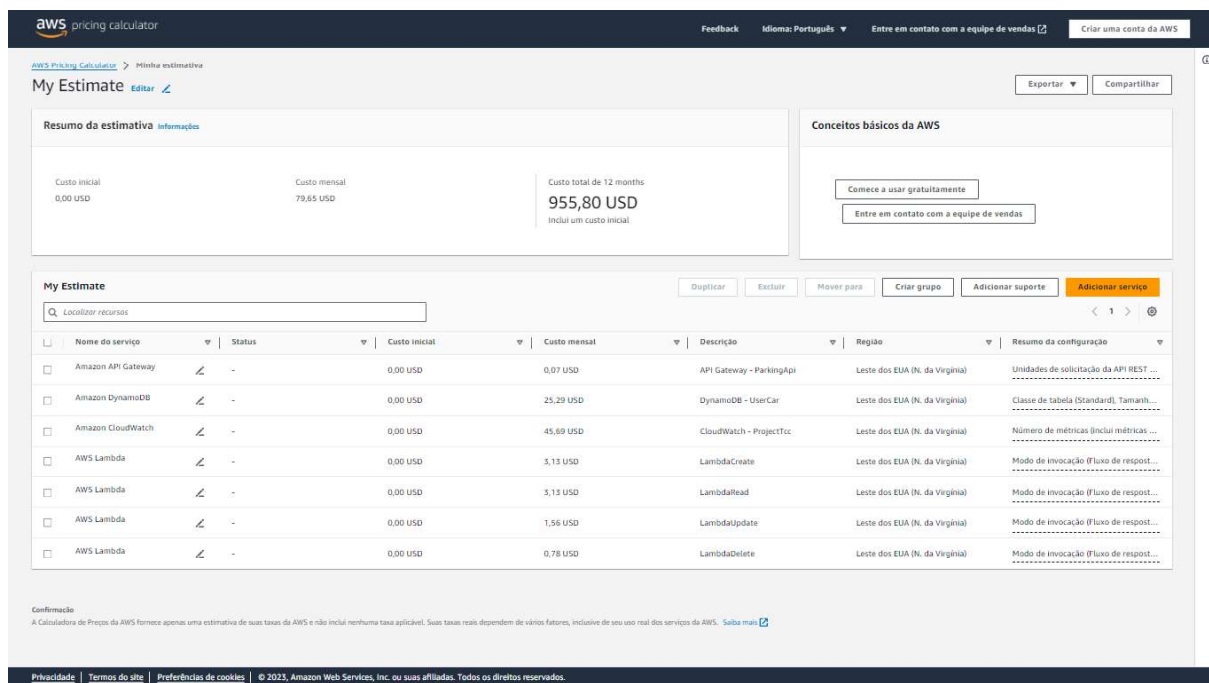 aws pricing calculator
Feedback Idioma: Português Entre em contato com a equipe de vendas Criar uma conta da AWS
AWS Pricing Calculator > Minha estimativa
My Estimate Editar
Exportar Compartilhar
Resumo da estimativa Informações
Custo inicial
0,00 USD
Custo mensal
79,65 USD
Custo total de 12 months
955,80 USD
Inclui um custo inicial
Conceitos básicos da AWS
Comece a usar gratuitamente
Entre em contato com a equipe de vendas
My Estimate
Duplicar Excluir Mover para Criar grupo Adicionar suporte Adicionar serviço
Localizar recursos
< 1 >
Nome do serviço Status Custo inicial Custo mensal Descrição Região Resumo da configuração
Amazon API Gateway - 0,00 USD 0,07 USD API Gateway - ParkingApi Leste dos EUA (N. da Virgínia) Unidades de solicitação da API REST ...
Amazon DynamoDB - 0,00 USD 25,29 USD DynamoDB - UserCar Leste dos EUA (N. da Virgínia) Classe de tabela (Standard), Tamanh...
Amazon CloudWatch - 0,00 USD 45,69 USD CloudWatch - ProjectTcc Leste dos EUA (N. da Virgínia) Número de métricas (inclui métricas ...
AWS Lambda - 0,00 USD 3,13 USD LambdaCreate Leste dos EUA (N. da Virgínia) Modo de invocação (Fluxo de respost...
AWS Lambda - 0,00 USD 3,13 USD LambdaRead Leste dos EUA (N. da Virgínia) Modo de invocação (Fluxo de respost...
AWS Lambda - 0,00 USD 1,56 USD LambdaUpdate Leste dos EUA (N. da Virgínia) Modo de invocação (Fluxo de respost...
AWS Lambda - 0,00 USD 0,78 USD LambdaDelete Leste dos EUA (N. da Virgínia) Modo de invocação (Fluxo de respost...
Confirmação
A Calculadora de Preços da AWS fornece apenas uma estimativa de suas taxas da AWS e não inclui nenhuma taxa aplicável. Suas taxas reais dependem de vários fatores, inclusive de seu uso real dos serviços da AWS. Saiba mais
Privacidade | Termos do site | Preferências de cookies | © 2023, Amazon Web Services, Inc. ou suas afiliadas. Todos os direitos reservados.